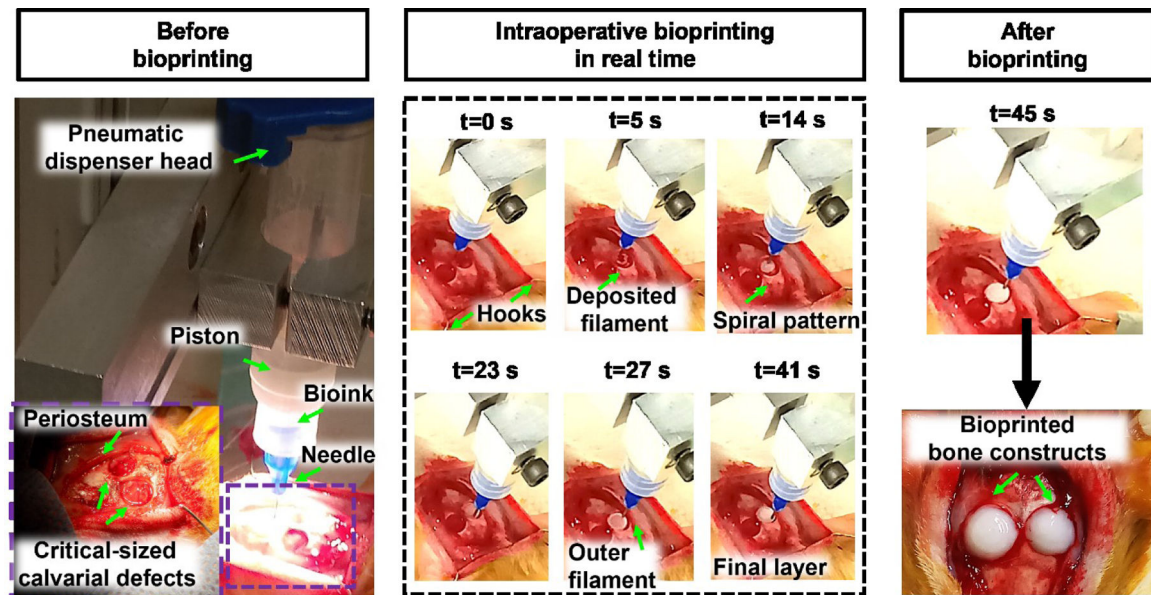 Before
bioprinting
Intraoperative bioprinting
in real time
After
bioprinting
Pneumatic
dispenser head
Piston
Bioink
Needle
Periosteum
Critical-sized
calvarial defects
t=0 s
t=5 s
t=14 s
Hooks
Deposited
filament
Spiral pattern
t=23 s
t=27 s
t=41 s
Outer
filament
Final layer
t=45 s
Bioprinted
bone constructs